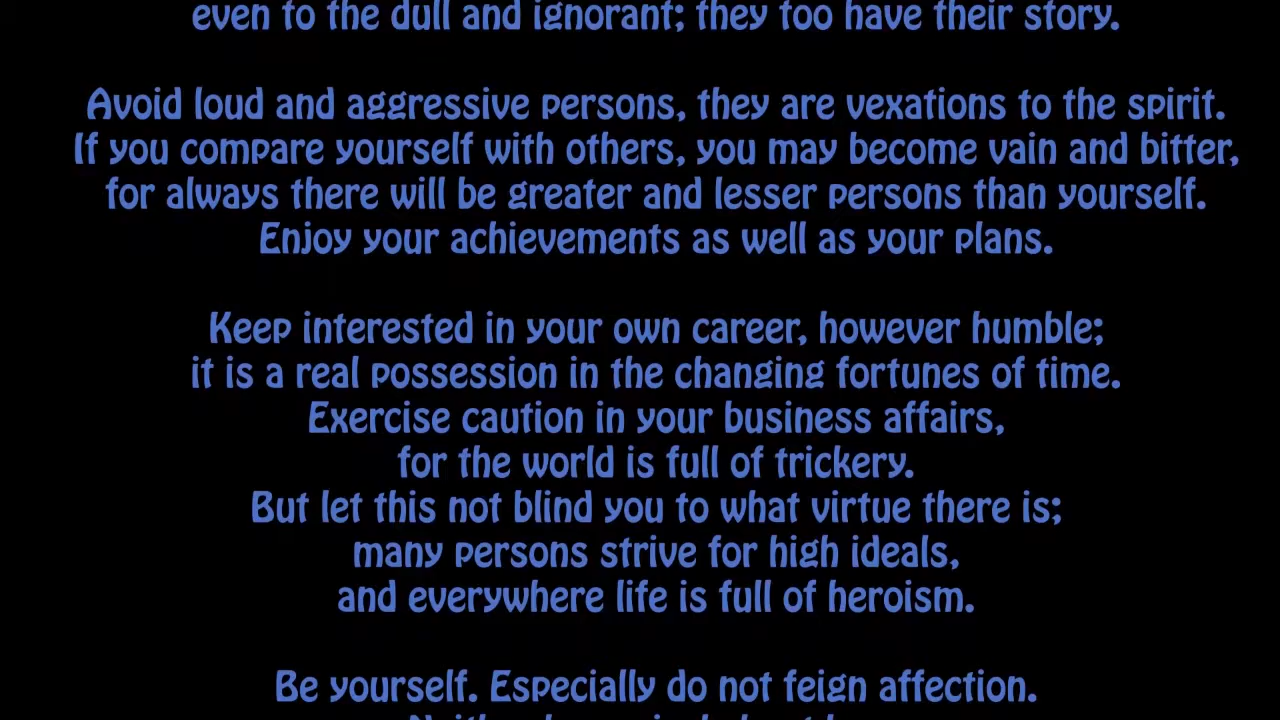 even to the dull and ignorant; they too have their story.
Avoid loud and aggressive persons, they are vexations to the spirit.
If you compare yourself with others, you may become vain and bitter,
for always there will be greater and lesser persons than yourself.
Enjoy your achievements as well as your plans.
Keep interested in your own career, however humble;
it is a real possession in the changing fortunes of time.
Exercise caution in your business affairs,
for the world is full of trickery.
But let this not blind you to what virtue there is;
many persons strive for high ideals,
and everywhere life is full of heroism.
Be yourself. Especially do not feign affection.